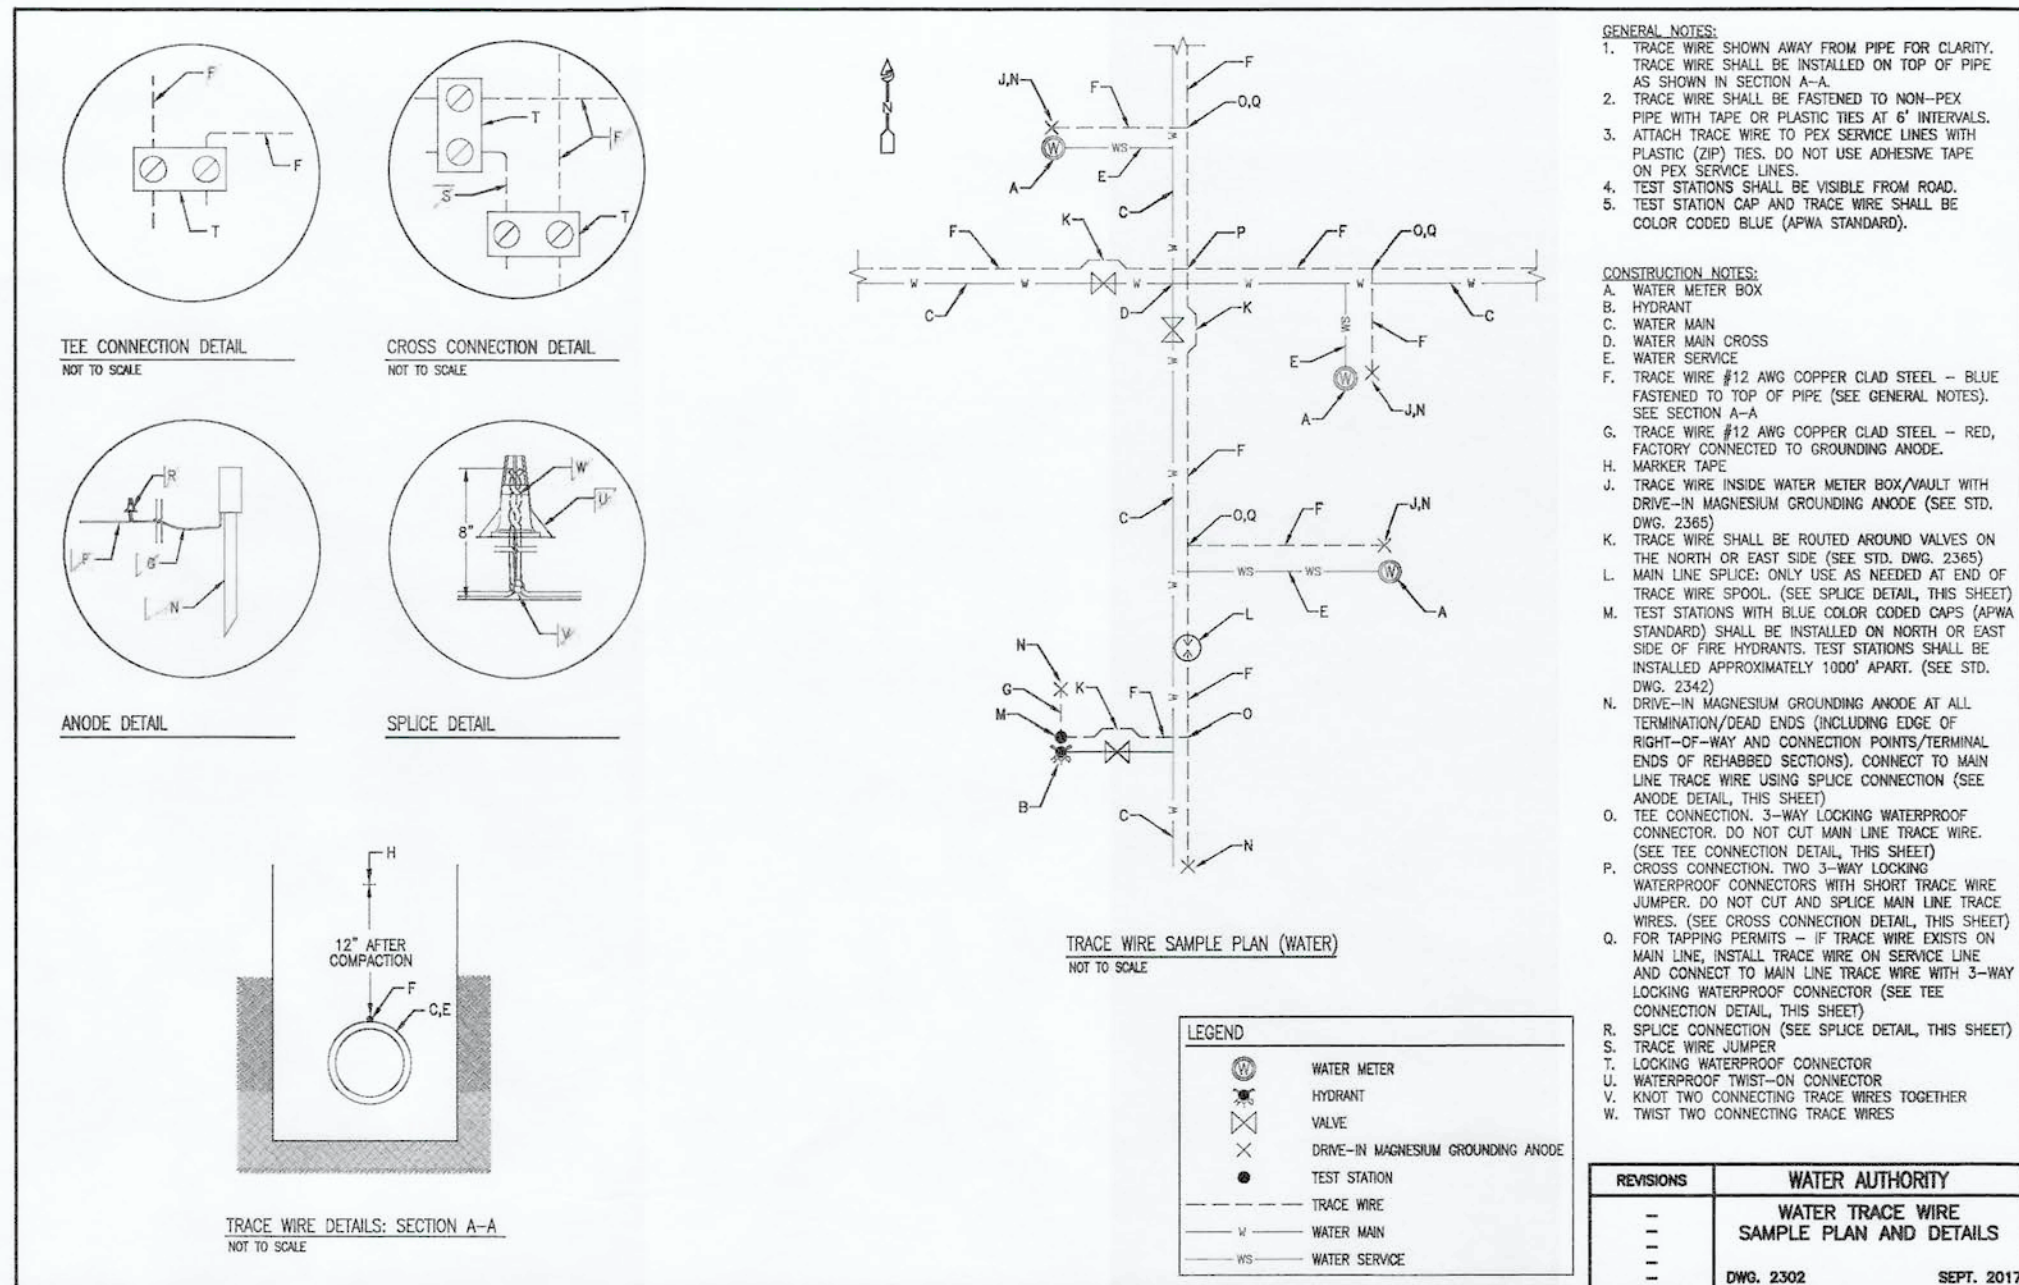 F
F
T
TEE CONNECTION DETAIL
NOT TO SCALE
T
F
S
T
CROSS CONNECTION DETAIL
NOT TO SCALE
R
F
G
N
ANODE DETAIL
W
U
8"
V
SPLICE DETAIL
H
12" AFTER
COMPACTION
F
C,E
TRACE WIRE DETAILS: SECTION A-A
NOT TO SCALE
N
J,N
F
F
O,Q
W
W
WS
A
E
C
W
F
K
P
F
O,Q
W
W
W
W
W
W
C
D
K
C
WS
F
E
W
A
J,N
W
W
F
C
O,Q
F
J,N
W
WS
WS
W
E
A
L
N
W
F
G
K
F
M
O
B
W
C
N
TRACE WIRE SAMPLE PLAN (WATER)
NOT TO SCALE
LEGEND
W WATER METER
HYDRANT
VALVE
DRIVE-IN MAGNESIUM GROUNDING ANODE
TEST STATION
TRACE WIRE
W WATER MAIN
WS WATER SERVICE
GENERAL NOTES:
1. TRACE WIRE SHOWN AWAY FROM PIPE FOR CLARITY.
TRACE WIRE SHALL BE INSTALLED ON TOP OF PIPE
AS SHOWN IN SECTION A-A.
2. TRACE WIRE SHALL BE FASTENED TO NON-PEX
PIPE WITH TAPE OR PLASTIC TIES AT 6' INTERVALS.
3. ATTACH TRACE WIRE TO PEX SERVICE LINES WITH
PLASTIC (ZIP) TIES. DO NOT USE ADHESIVE TAPE
ON PEX SERVICE LINES.
4. TEST STATIONS SHALL BE VISIBLE FROM ROAD.
5. TEST STATION CAP AND TRACE WIRE SHALL BE
COLOR CODED BLUE (APWA STANDARD).
CONSTRUCTION NOTES:
A. WATER METER BOX
B. HYDRANT
C. WATER MAIN
D. WATER MAIN CROSS
E. WATER SERVICE
F. TRACE WIRE #12 AWG COPPER CLAD STEEL - BLUE
FASTENED TO TOP OF PIPE (SEE GENERAL NOTES).
SEE SECTION A-A
G. TRACE WIRE #12 AWG COPPER CLAD STEEL - RED,
FACTORY CONNECTED TO GROUNDING ANODE.
H. MARKER TAPE
J. TRACE WIRE INSIDE WATER METER BOX/VAULT WITH
DRIVE-IN MAGNESIUM GROUNDING ANODE (SEE STD.
DWG. 2365)
K. TRACE WIRE SHALL BE ROUTED AROUND VALVES ON
THE NORTH OR EAST SIDE (SEE STD. DWG. 2365)
L. MAIN LINE SPLICE: ONLY USE AS NEEDED AT END OF
TRACE WIRE SPOOL. (SEE SPLICE DETAIL, THIS SHEET)
M. TEST STATIONS WITH BLUE COLOR CODED CAPS (APWA
STANDARD) SHALL BE INSTALLED ON NORTH OR EAST
SIDE OF FIRE HYDRANTS. TEST STATIONS SHALL BE
INSTALLED APPROXIMATELY 1000' APART. (SEE STD.
DWG. 2342)
N. DRIVE-IN MAGNESIUM GROUNDING ANODE AT ALL
TERMINATION/DEAD ENDS (INCLUDING EDGE OF
RIGHT-OF-WAY AND CONNECTION POINTS/TERMINAL
ENDS OF REHABBED SECTIONS). CONNECT TO MAIN
LINE TRACE WIRE USING SPLICE CONNECTION (SEE
ANODE DETAIL, THIS SHEET)
O. TEE CONNECTION. 3-WAY LOCKING WATERPROOF
CONNECTOR. DO NOT CUT MAIN LINE TRACE WIRE.
(SEE TEE CONNECTION DETAIL, THIS SHEET)
P. CROSS CONNECTION. TWO 3-WAY LOCKING
WATERPROOF CONNECTORS WITH SHORT TRACE WIRE
JUMPER. DO NOT CUT AND SPLICE MAIN LINE TRACE
WIRES. (SEE CROSS CONNECTION DETAIL, THIS SHEET)
Q. FOR TAPPING PERMITS - IF TRACE WIRE EXISTS ON
MAIN LINE, INSTALL TRACE WIRE ON SERVICE LINE
AND CONNECT TO MAIN LINE TRACE WIRE WITH 3-WAY
LOCKING WATERPROOF CONNECTOR (SEE TEE
CONNECTION DETAIL, THIS SHEET)
R. SPLICE CONNECTION (SEE SPLICE DETAIL, THIS SHEET)
S. TRACE WIRE JUMPER
T. LOCKING WATERPROOF CONNECTOR
U. WATERPROOF TWIST-ON CONNECTOR
V. KNOT TWO CONNECTING TRACE WIRES TOGETHER
W. TWIST TWO CONNECTING TRACE WIRES
REVISIONS
WATER AUTHORITY
WATER TRACE WIRE
SAMPLE PLAN AND DETAILS
DWG. 2302 SEPT. 2017